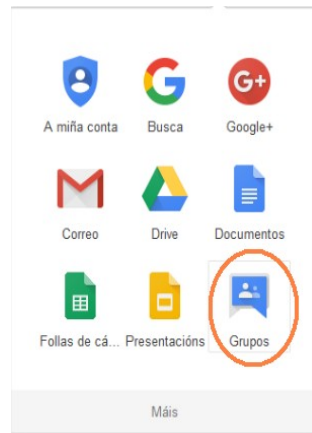 A miña conta Busca Google+
Correo Drive Documentos
Follas de cá... Presentacións Grupos
Máis